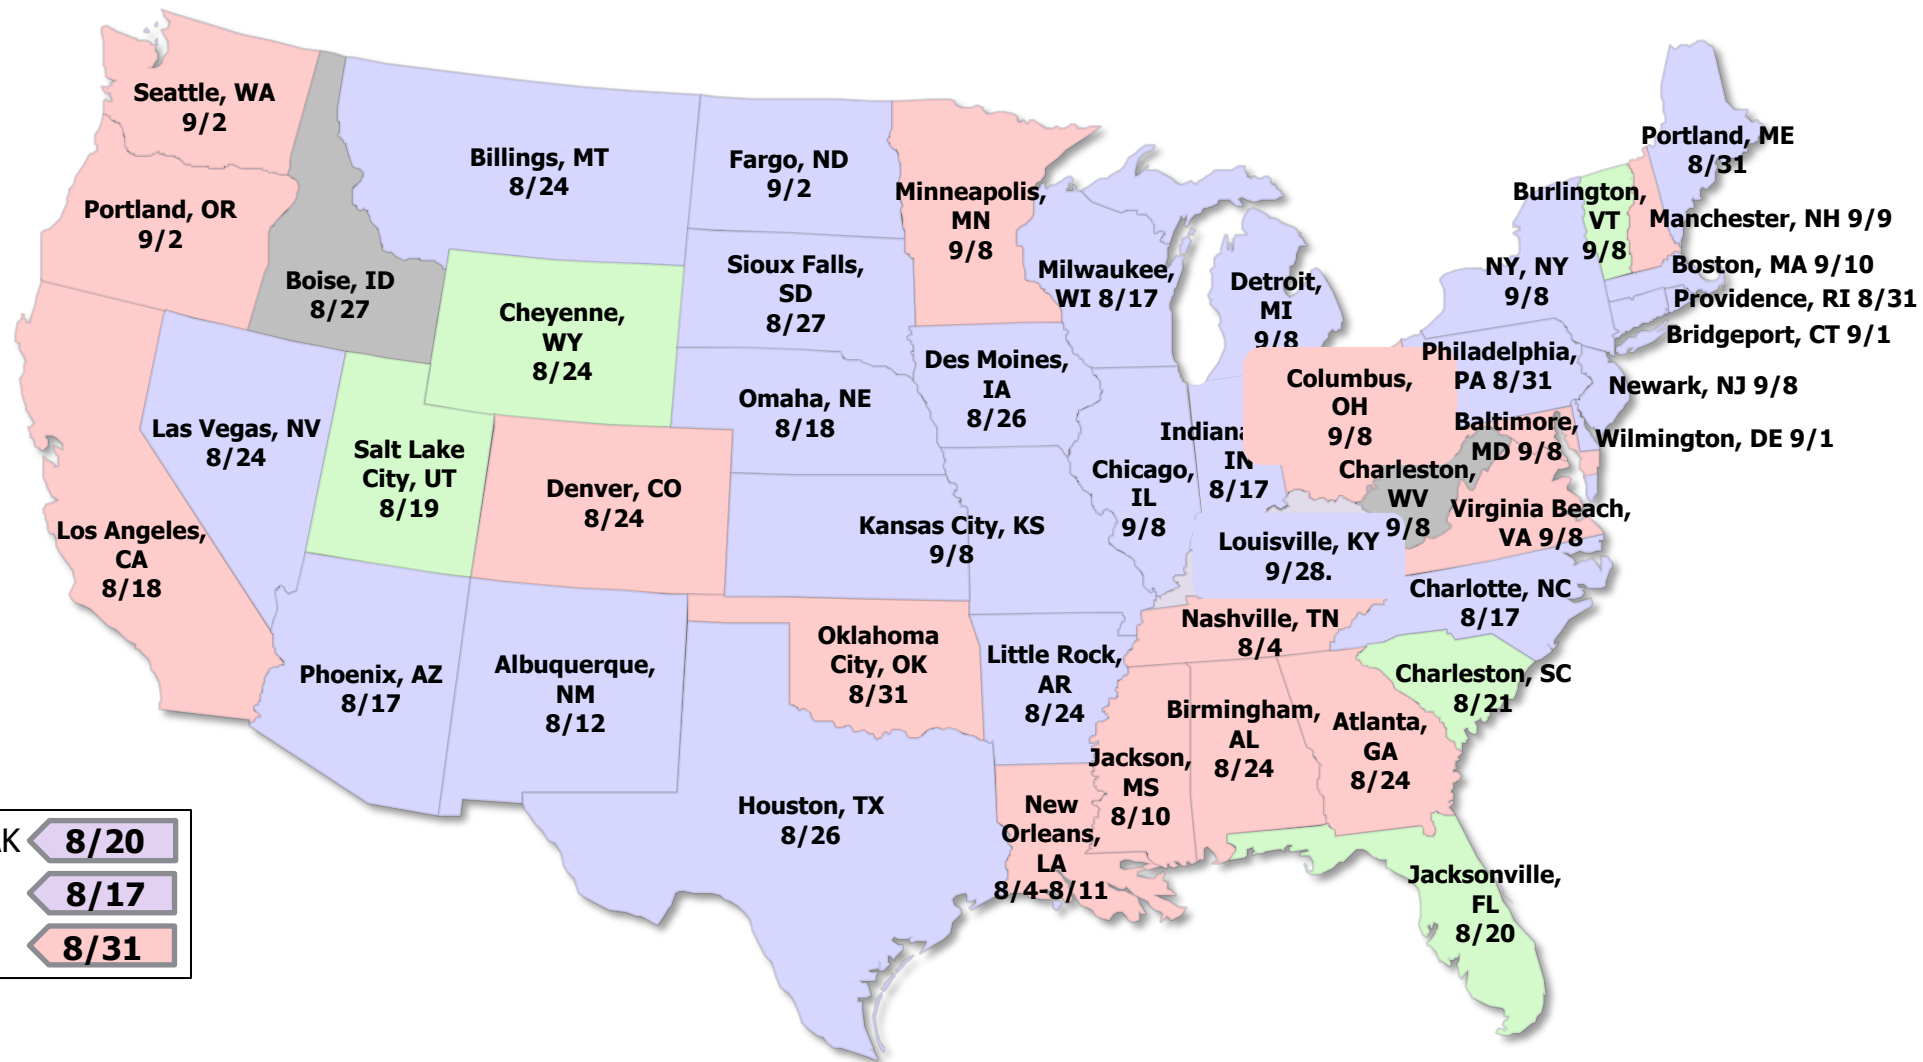 Seattle, WA
9/2
Portland, OR
9/2
Boise, ID
8/27
Billings, MT
8/24
Fargo, ND
9/2
Minneapolis,
MN
9/8
Sioux Falls,
SD
8/27
Cheyenne,
WY
8/24
Milwaukee,
WI 8/17
Detroit,
MI
9/8
Portland, ME
8/31
Burlington,
VT
9/8
Manchester, NH 9/9
Boston, MA 9/10
NY, NY
9/8
Providence, RI 8/31
Bridgeport, CT 9/1
Philadelphia,
PA 8/31
Newark, NJ 9/8
Baltimore,
MD 9/8
Wilmington, DE 9/1
Columbus,
OH
9/8
Charleston,
WV
9/8
Virginia Beach,
VA 9/8
Des Moines,
IA
8/26
Omaha, NE
8/18
Las Vegas, NV
8/24
Salt Lake
City, UT
8/19
Denver, CO
8/24
Los Angeles,
CA
8/18
Kansas City, KS
9/8
Chicago,
IL
9/8
Indiana
IN
8/17
Louisville, KY
9/28.
Charlotte, NC
8/17
Nashville, TN
8/4
Charleston, SC
8/21
Phoenix, AZ
8/17
Albuquerque,
NM
8/12
Oklahoma
City, OK
8/31
Little Rock,
AR
8/24
Birmingham,
AL
8/24
Atlanta,
GA
8/24
Jackson,
MS
8/10
Houston, TX
8/26
New
Orleans,
LA
8/4-8/11
Jacksonville,
FL
8/20
AK 8/20
8/17
8/31